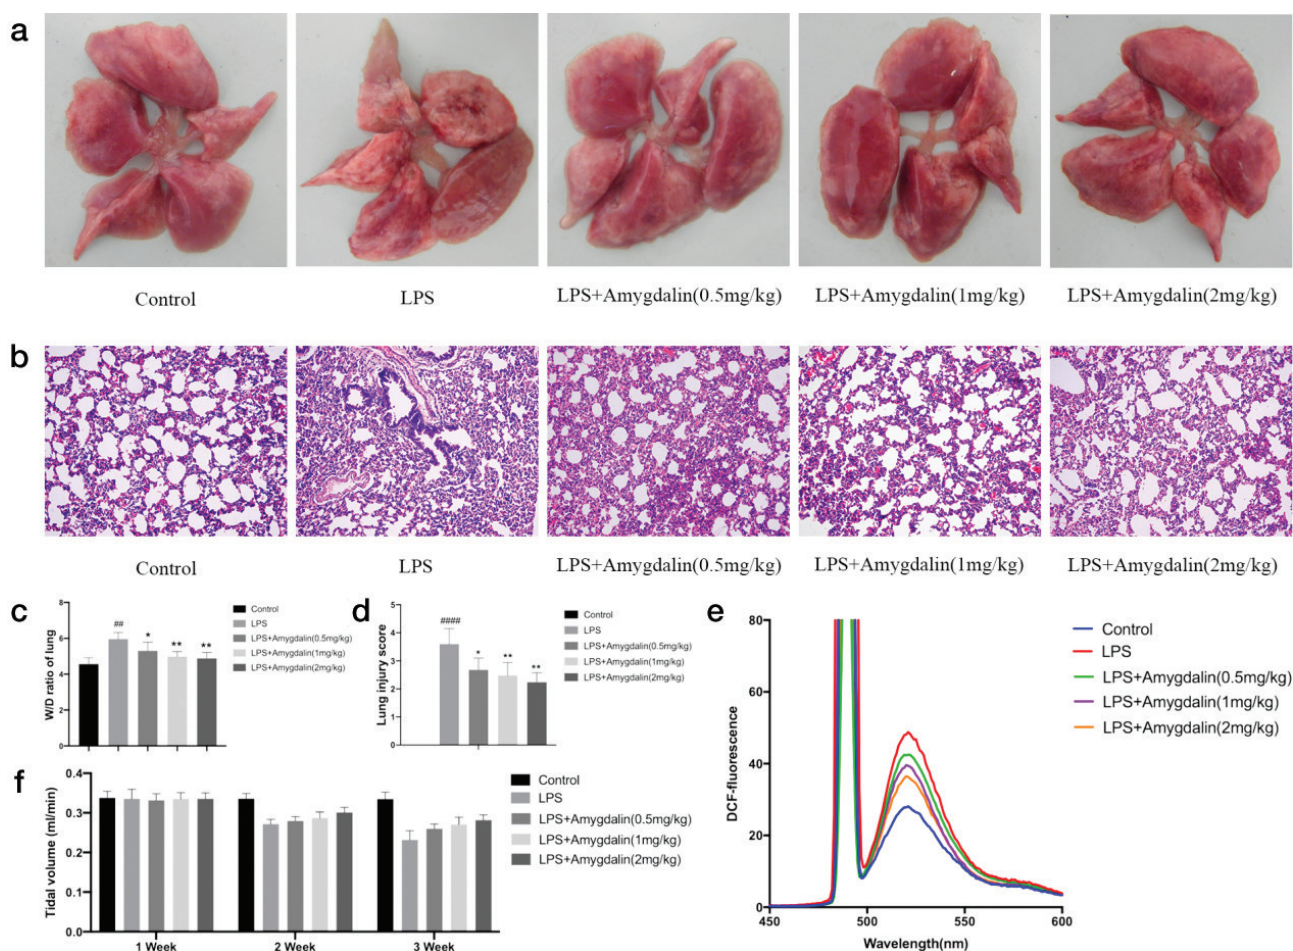 a
Control
LPS
LPS+Amygdalin(0.5mg/kg)
LPS+Amygdalin(1mg/kg)
LPS+Amygdalin(2mg/kg)
b
Control
LPS
LPS+Amygdalin(0.5mg/kg)
LPS+Amygdalin(1mg/kg)
LPS+Amygdalin(2mg/kg)
c
W/D ratio of lung
8
6
4
2
0
##
*
**
**
Control
LPS
LPS+Amygdalin(0.5mg/kg)
LPS+Amygdalin(1mg/kg)
LPS+Amygdalin(2mg/kg)
d
Lung injury score
5
4
3
2
1
0
####
*
**
**
Control
LPS
LPS+Amygdalin(0.5mg/kg)
LPS+Amygdalin(1mg/kg)
LPS+Amygdalin(2mg/kg)
e
DCF-fluorescence
80
60
40
20
0
450
500
550
600
Wavelength(nm)
Control
LPS
LPS+Amygdalin(0.5mg/kg)
LPS+Amygdalin(1mg/kg)
LPS+Amygdalin(2mg/kg)
f
Tidal volume (ml/min)
0.4
0.3
0.2
0.1
0.0
1 Week
2 Week
3 Week
Control
LPS
LPS+Amygdalin(0.5mg/kg)
LPS+Amygdalin(1mg/kg)
LPS+Amygdalin(2mg/kg)